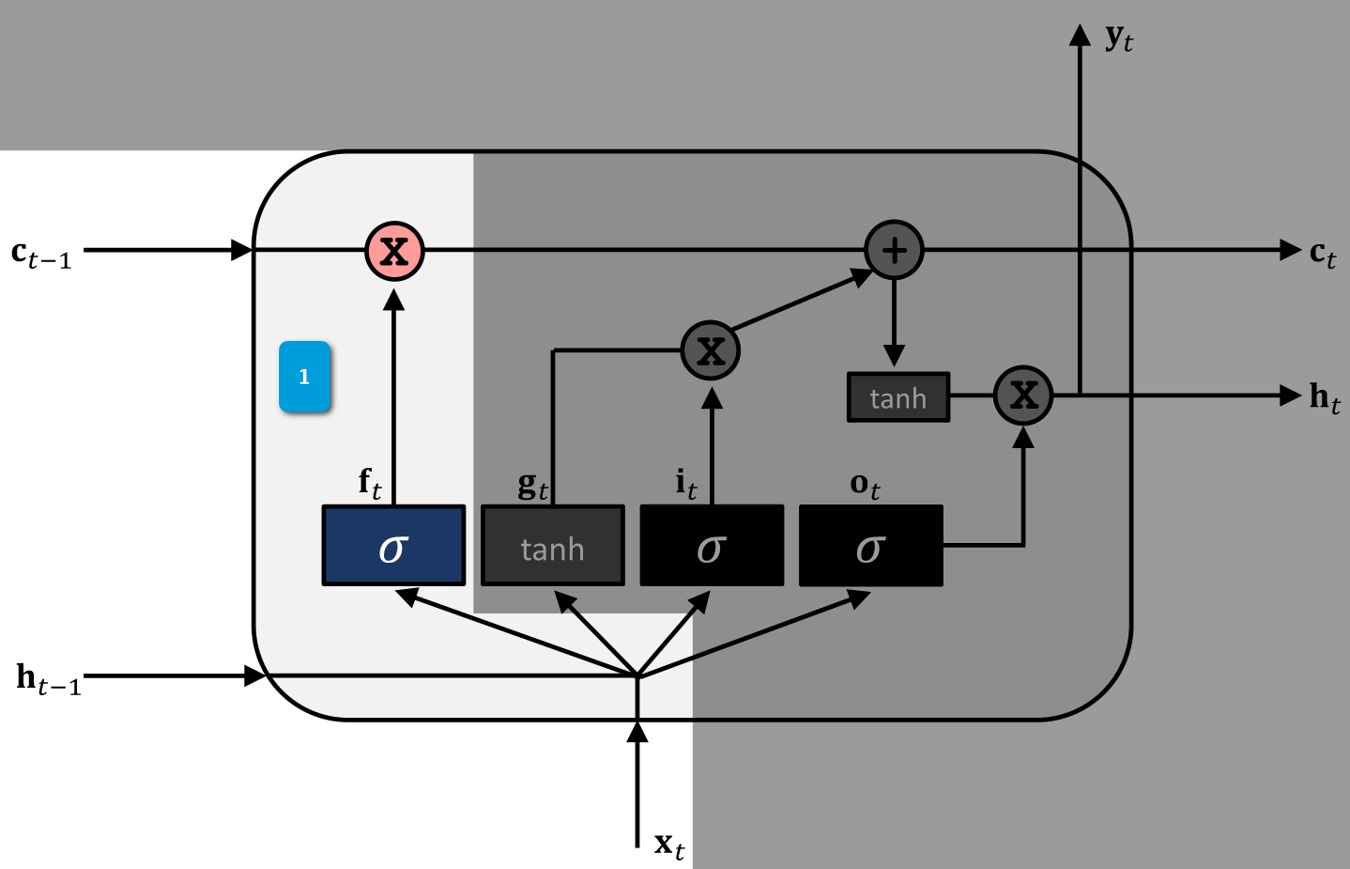 y_t
c_{t−1} X + c_t
1 X
tanh X h_t
f_t g_t i_t o_t
σ tanh σ σ
h_{t−1}
x_t